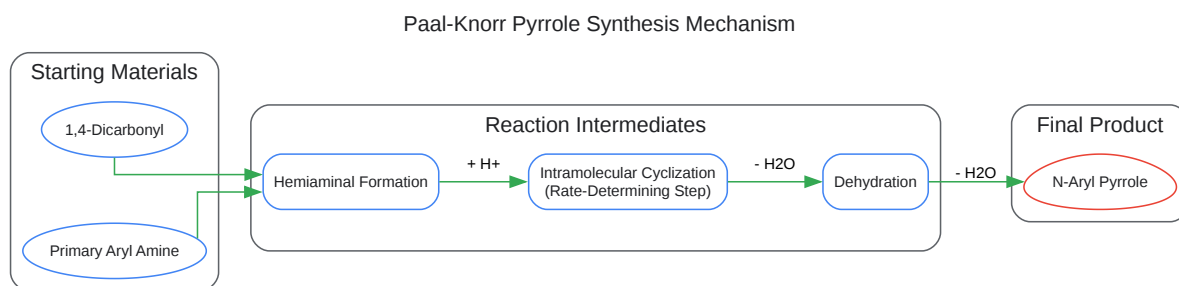 Paal-Knorr Pyrrole Synthesis Mechanism
Starting Materials
1,4-Dicarbonyl
Primary Aryl Amine
Reaction Intermediates
Hemiaminal Formation
+ H+
Intramolecular Cyclization
(Rate-Determining Step)
- H2O
Dehydration
- H2O
Final Product
N-Aryl Pyrrole